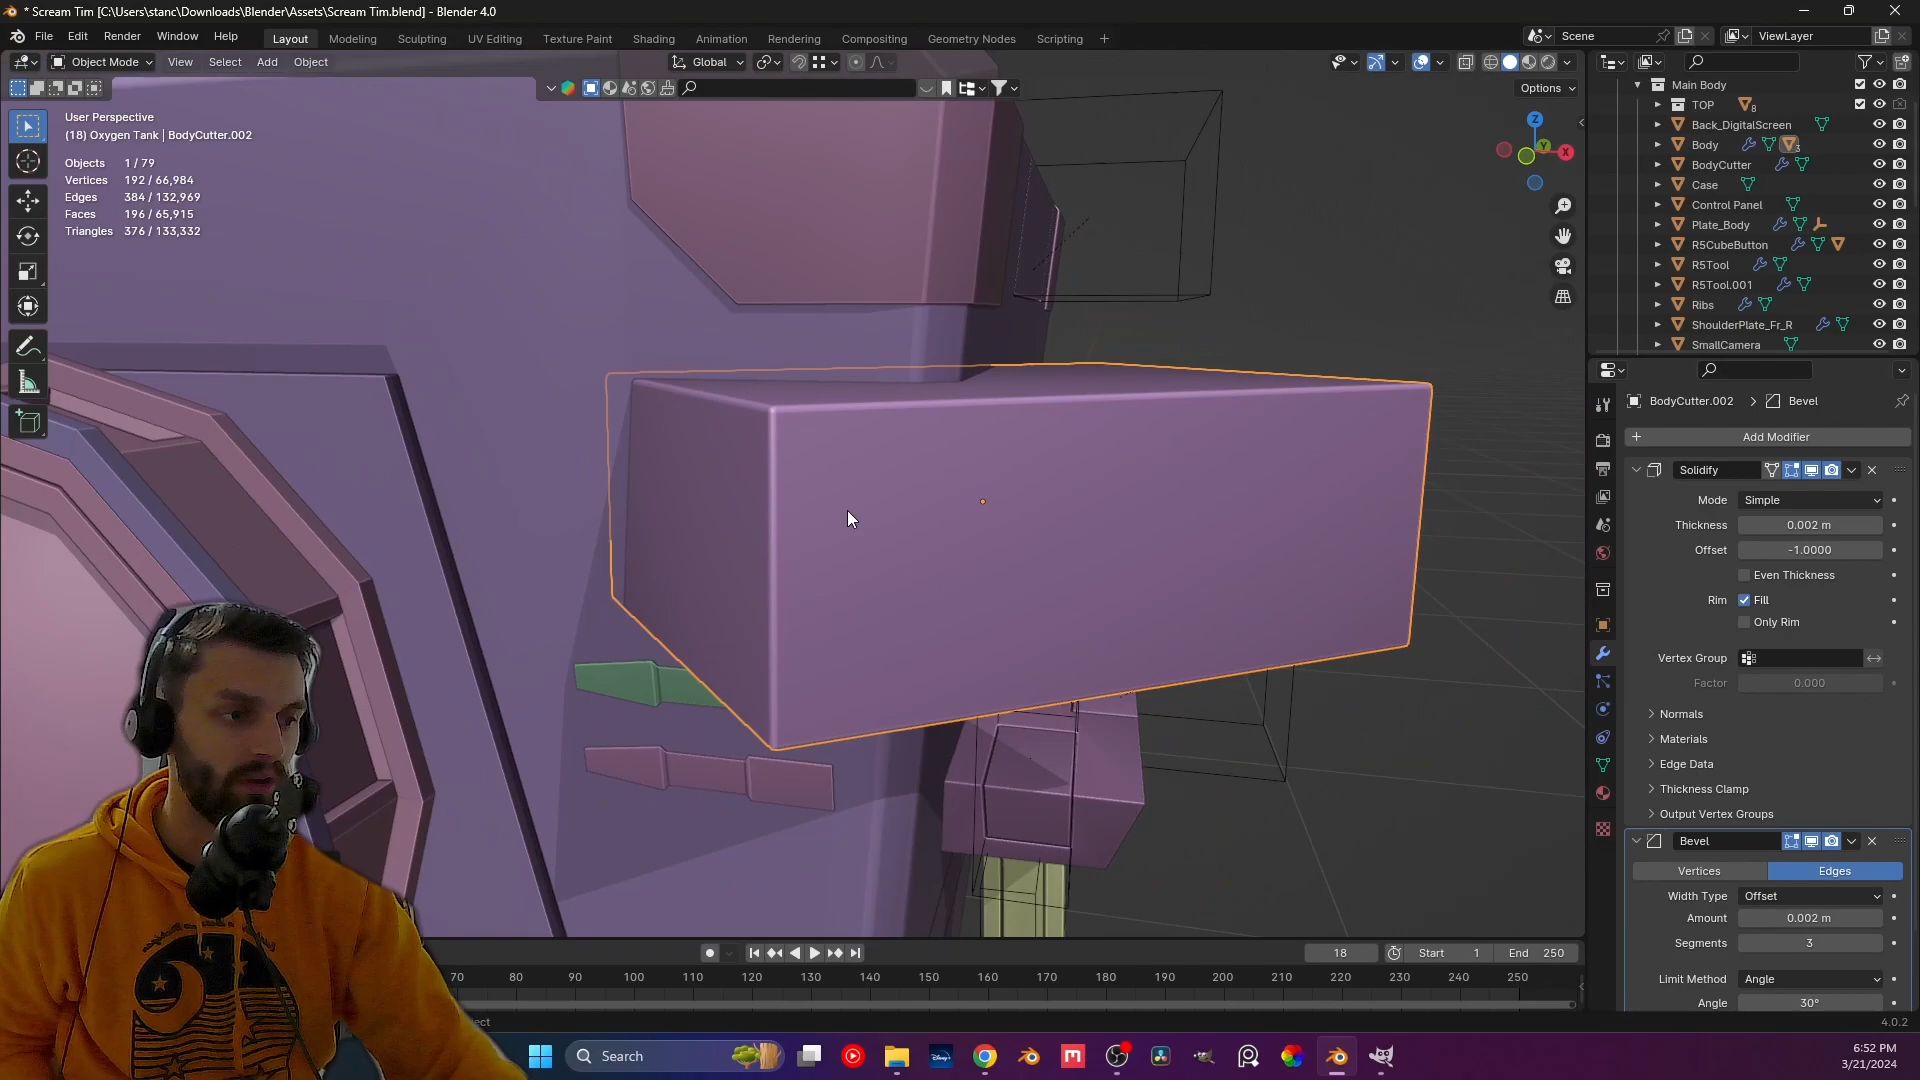 * Scream Tim [C:\Users\stanc\Downloads\Blender\Assets\Scream Tim.blend] - Blender 4.0
File Edit Render Window Help
Layout Modeling Sculpting UV Editing Texture Paint Shading Animation Rendering Compositing Geometry Nodes Scripting +
Scene
ViewLayer
Object Mode View Select Add Object
Global
Options
User Perspective
(18) Oxygen Tank | BodyCutter.002
Objects 1 / 79
Vertices 192 / 66,984
Edges 384 / 132,969
Faces 196 / 65,915
Triangles 376 / 133,332
Z
Y
X
Main Body
TOP 8
Back_DigitalScreen
Body 3
BodyCutter
Case
Control Panel
Plate_Body
R5CubeButton
R5Tool
R5Tool.001
Ribs
ShoulderPlate_Fr_R
SmallCamera
BodyCutter.002 > Bevel
+ Add Modifier
Solidify
Mode Simple
Thickness 0.002 m
Offset -1.0000
Even Thickness
Rim Fill
Only Rim
Vertex Group
Factor 0.000
Normals
Materials
Edge Data
Thickness Clamp
Output Vertex Groups
Bevel
Vertices Edges
Width Type Offset
Amount 0.002 m
Segments 3
Limit Method Angle
Angle 30°
18 Start 1 End 250
70 80 90 100 110 120 130 140 150 160 170 180 190 200 210 220 230 240 250
ect
4.0.2
Search
Disney+
6:52 PM
3/21/2024